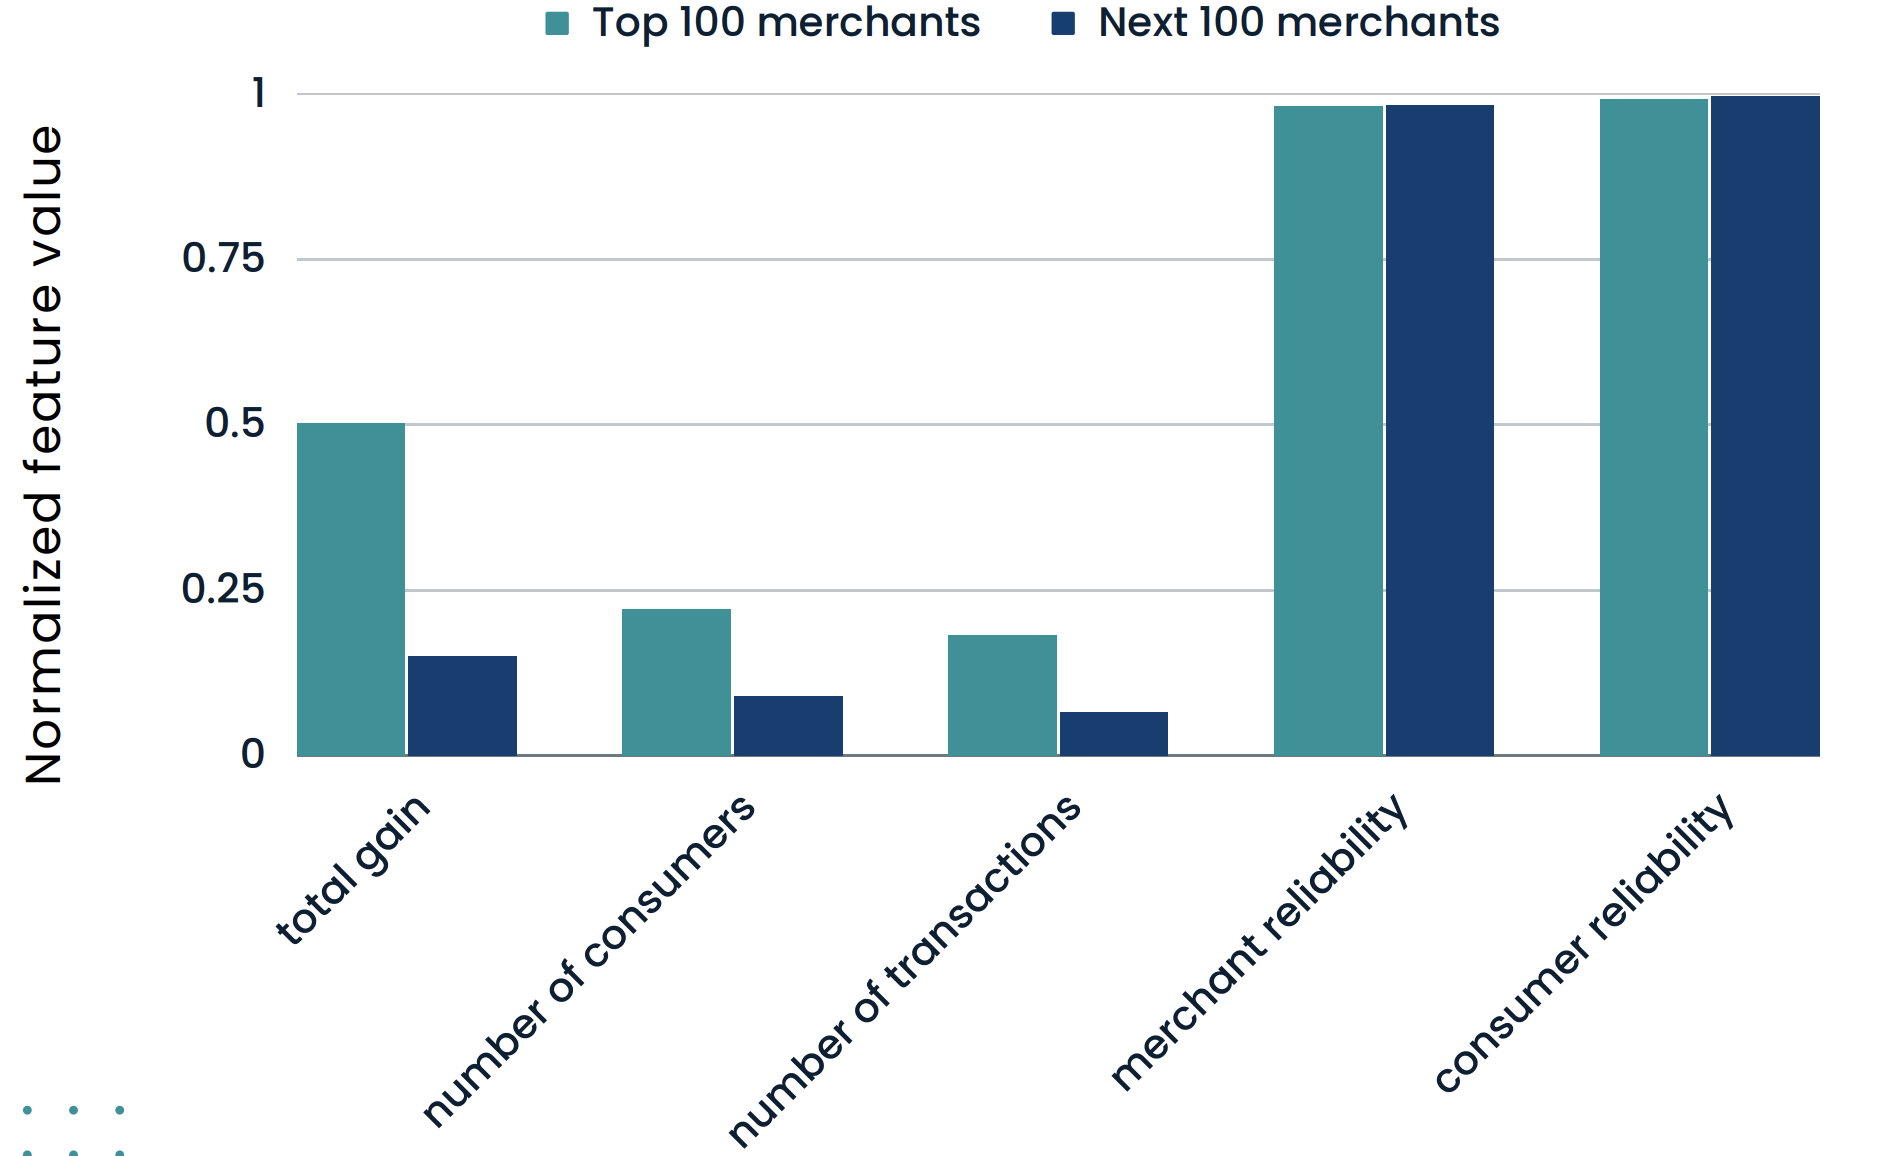 Top 100 merchants
Next 100 merchants
Normalized feature value
1
0.75
0.5
0.25
0
total gain
number of consumers
number of transactions
merchant reliability
consumer reliability